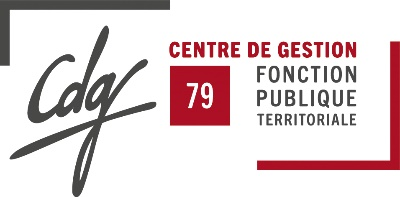 cdg
CENTRE DE GESTION
79
FONCTION
PUBLIQUE
TERRITORIALE